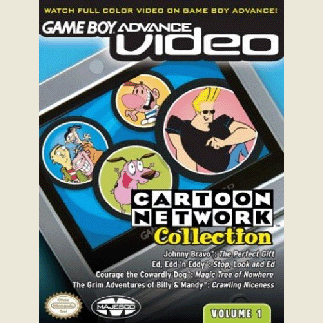 WATCH FULL COLOR VIDEO ON GAME BOY ADVANCE!
GAME BOY ADVANCE
video
CARTOON
NETWORK
Collection
Johnny Bravo™: The Perfect Gift
Ed, Edd 'n Eddy™: Stop, Look and Ed
Courage the Cowardly Dog™: Magic Tree of Nowhere
The Grim Adventures of Billy & Mandy™: Crawling Niceness
MAJESCO
VOLUME 1